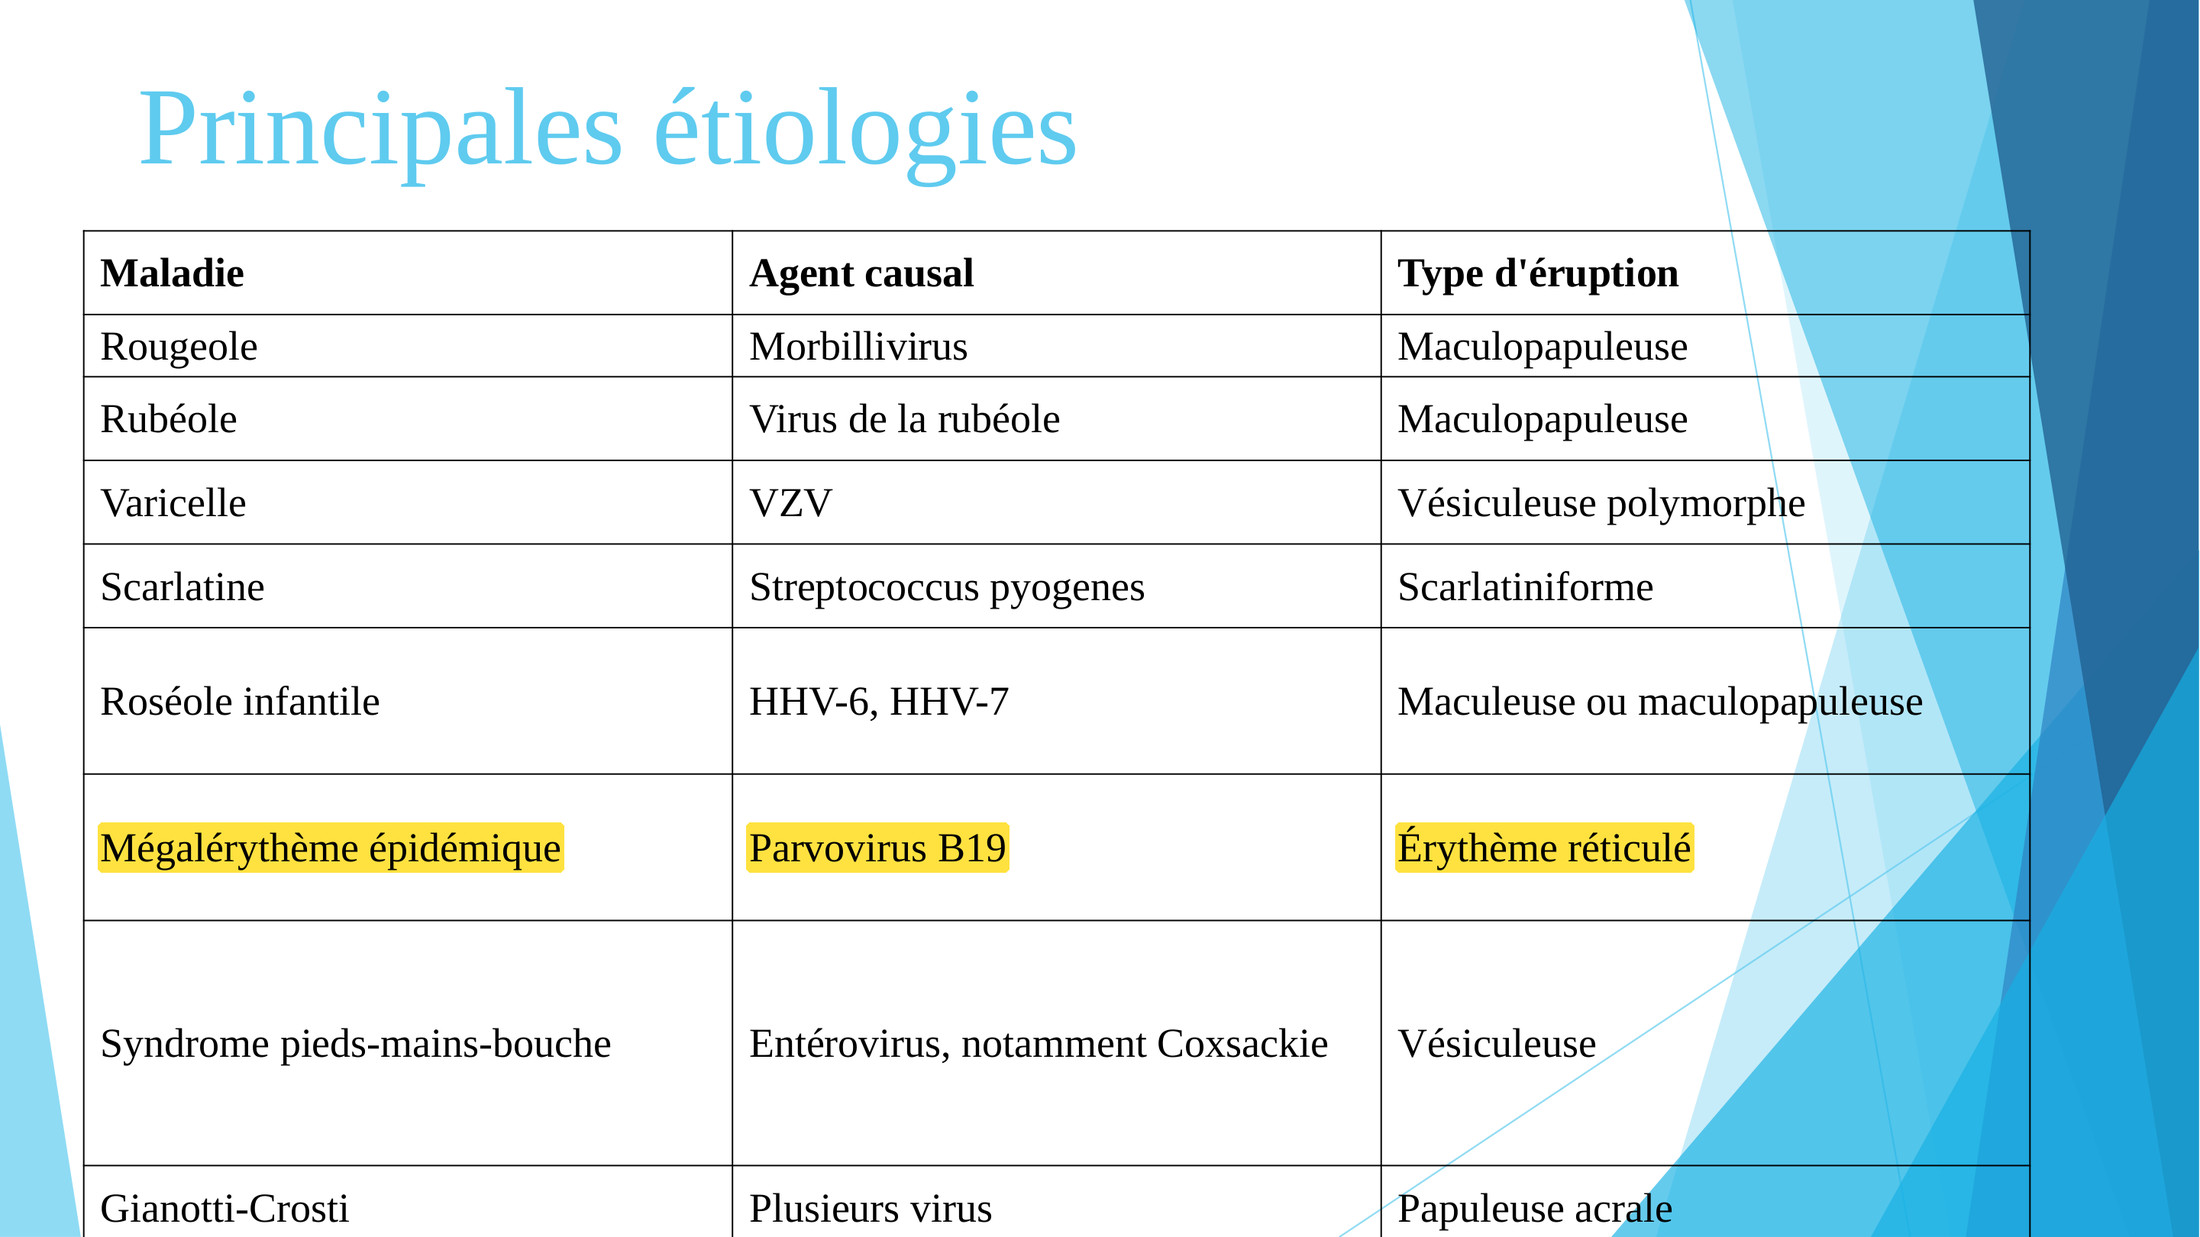 Principales étiologies
Maladie Agent causal Type d'éruption
Rougeole Morbillivirus Maculopapuleuse
Rubéole Virus de la rubéole Maculopapuleuse
Varicelle VZV Vésiculeuse polymorphe
Scarlatine Streptococcus pyogenes Scarlatiniforme
Roséole infantile HHV-6, HHV-7 Maculeuse ou maculopapuleuse
Mégalérythème épidémique Parvovirus B19 Érythème réticulé
Syndrome pieds-mains-bouche Entérovirus, notamment Coxsackie Vésiculeuse
Gianotti-Crosti Plusieurs virus Papuleuse acrale